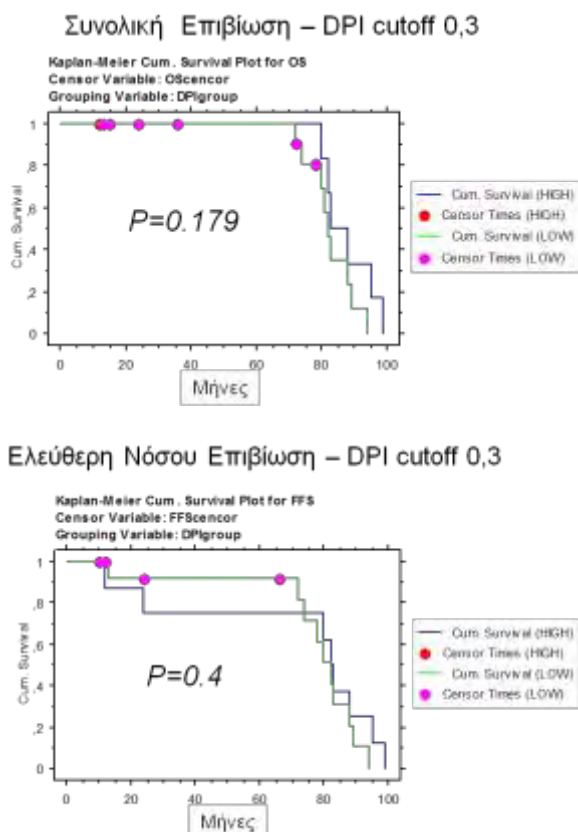 Συνολική Επιβίωση – DPI cutoff 0,3
Kaplan-Meier Cum. Survival Plot for OS
Censor Variable: OScencor
Grouping Variable: DPIgroup
Cum. Survival
1
,8
,6
,4
,2
0
P=0.179
0 20 40 60 80 100
Μήνες
Cum. Survival (HIGH)
Censor Times (HIGH)
Cum. Survival (LOW)
Censor Times (LOW)
Ελεύθερη Νόσου Επιβίωση – DPI cutoff 0,3
Kaplan-Meier Cum. Survival Plot for FFS
Censor Variable: FFScencor
Grouping Variable: DPIgroup
Cum. Survival
1
,8
,6
,4
,2
0
P=0.4
0 20 40 60 80 100
Μήνες
Cum. Survival (HIGH)
Censor Times (HIGH)
Cum. Survival (LOW)
Censor Times (LOW)